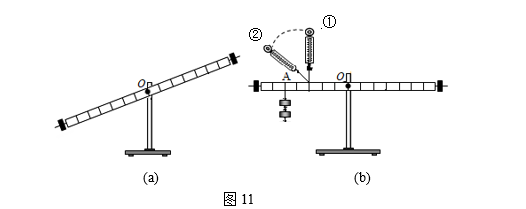 ② ①
O A O
(a) (b)
图 11